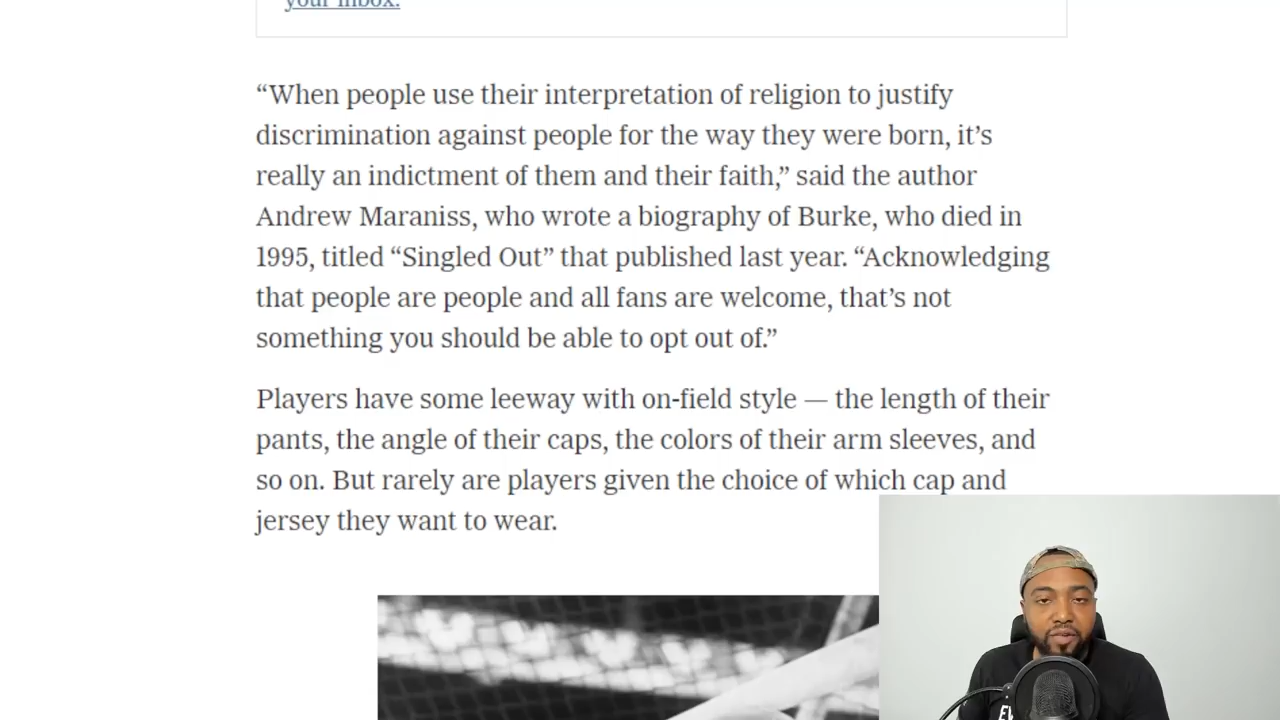 your inbox.
“When people use their interpretation of religion to justify
discrimination against people for the way they were born, it’s
really an indictment of them and their faith,” said the author
Andrew Maraniss, who wrote a biography of Burke, who died in
1995, titled “Singled Out” that published last year. “Acknowledging
that people are people and all fans are welcome, that’s not
something you should be able to opt out of.”
Players have some leeway with on-field style — the length of their
pants, the angle of their caps, the colors of their arm sleeves, and
so on. But rarely are players given the choice of which cap and
jersey they want to wear.